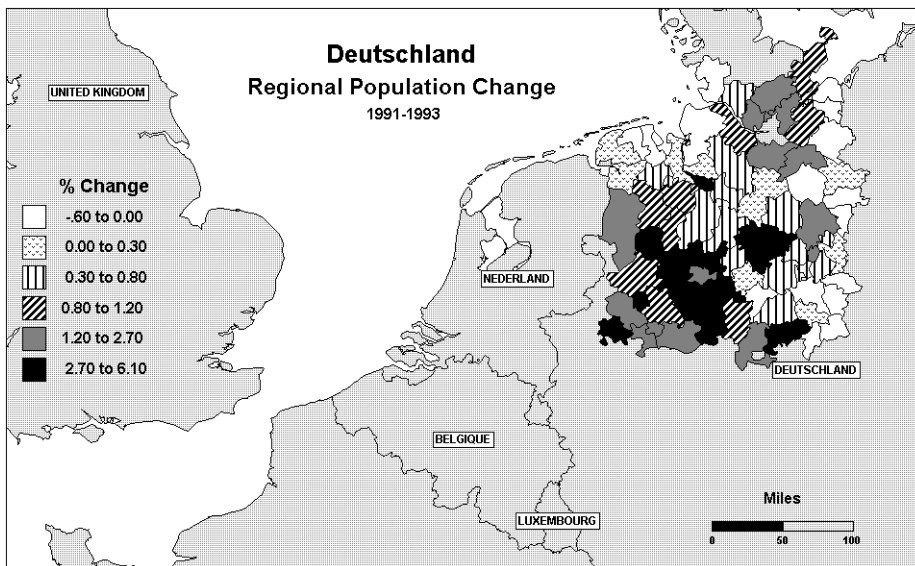 Deutschland
Regional Population Change
1991-1993
UNITED KINGDOM
% Change
-.60 to 0.00
0.00 to 0.30
0.30 to 0.80
0.80 to 1.20
1.20 to 2.70
2.70 to 6.10
NEDERLAND
DEUTSCHLAND
BELGIQUE
LUXEMBOURG
Miles
0 50 100